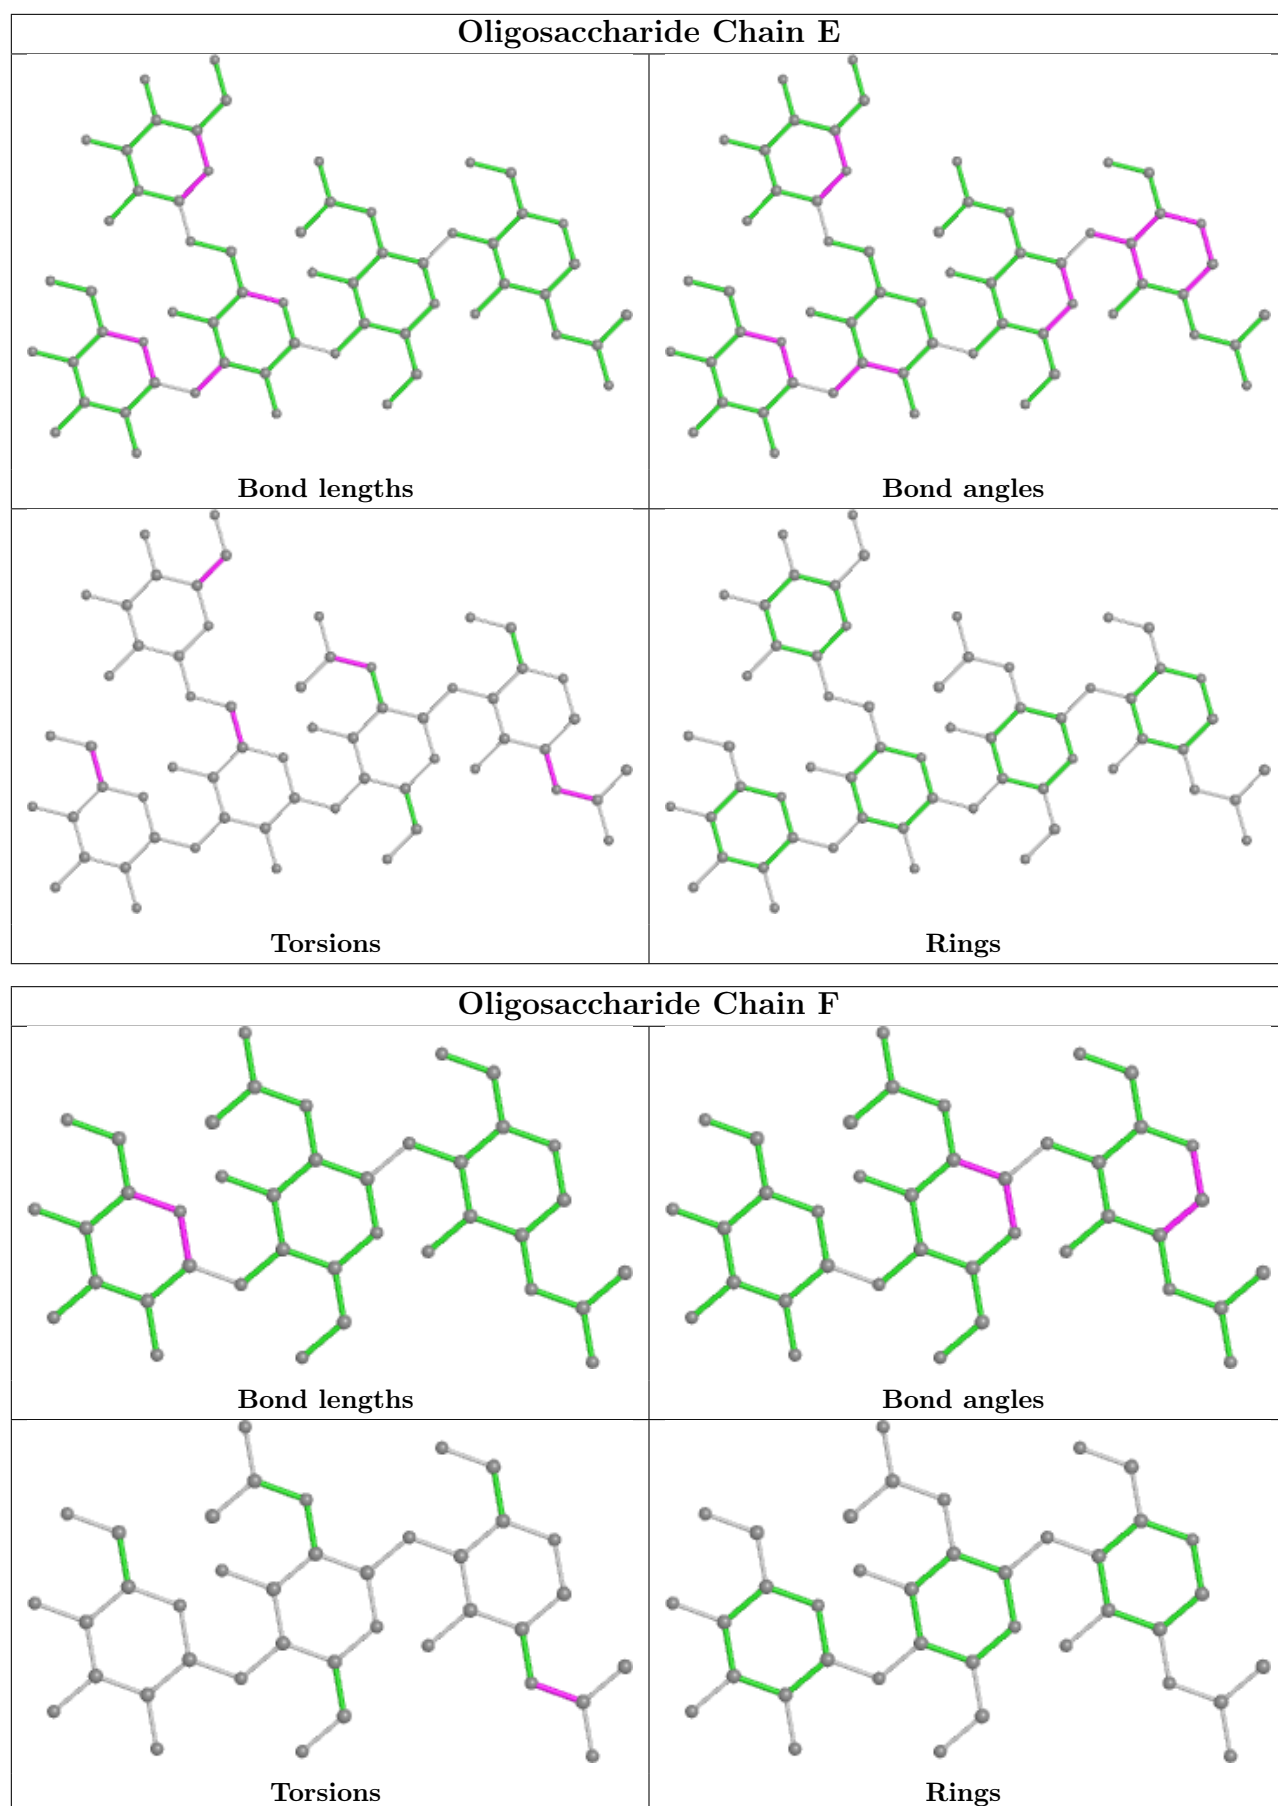 Oligosaccharide Chain E
Bond lengths
Bond angles
Torsions
Rings
Oligosaccharide Chain F
Bond lengths
Bond angles
Torsions
Rings